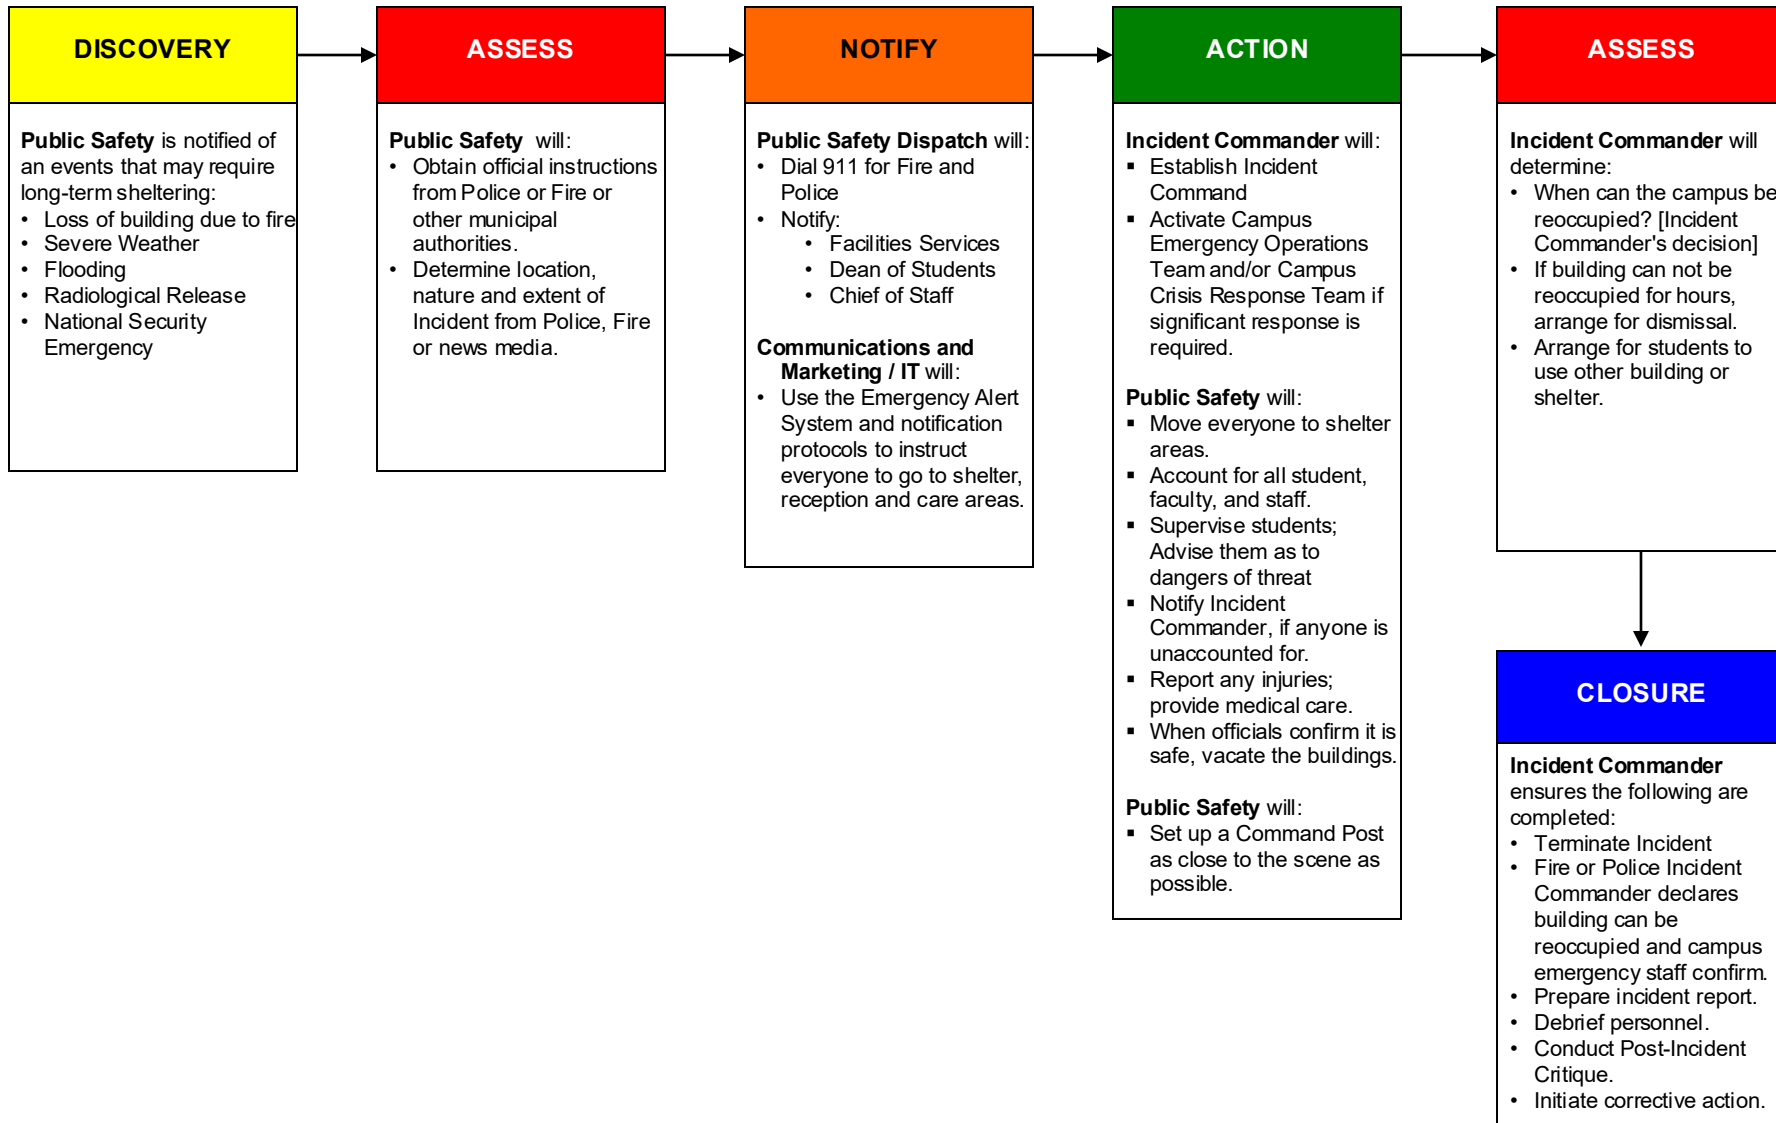 DISCOVERY
Public Safety is notified of
an events that may require
long-term sheltering:
• Loss of building due to fire
• Severe Weather
• Flooding
• Radiological Release
• National Security
Emergency
ASSESS
Public Safety will:
• Obtain official instructions
from Police or Fire or
other municipal
authorities.
• Determine location,
nature and extent of
Incident from Police, Fire
or news media.
NOTIFY
Public Safety Dispatch will:
• Dial 911 for Fire and
Police
• Notify:
• Facilities Services
• Dean of Students
• Chief of Staff
Communications and
Marketing / IT will:
• Use the Emergency Alert
System and notification
protocols to instruct
everyone to go to shelter,
reception and care areas.
ACTION
Incident Commander will:
▪ Establish Incident
Command
▪ Activate Campus
Emergency Operations
Team and/or Campus
Crisis Response Team if
significant response is
required.
Public Safety will:
▪ Move everyone to shelter
areas.
▪ Account for all student,
faculty, and staff.
▪ Supervise students;
Advise them as to
dangers of threat
▪ Notify Incident
Commander, if anyone is
unaccounted for.
▪ Report any injuries;
provide medical care.
▪ When officials confirm it is
safe, vacate the buildings.
Public Safety will:
▪ Set up a Command Post
as close to the scene as
possible.
ASSESS
Incident Commander will
determine:
• When can the campus be
reoccupied? [Incident
Commander's decision]
• If building can not be
reoccupied for hours,
arrange for dismissal.
• Arrange for students to
use other building or
shelter.
CLOSURE
Incident Commander
ensures the following are
completed:
• Terminate Incident
• Fire or Police Incident
Commander declares
building can be
reoccupied and campus
emergency staff confirm.
• Prepare incident report.
• Debrief personnel.
• Conduct Post-Incident
Critique.
• Initiate corrective action.